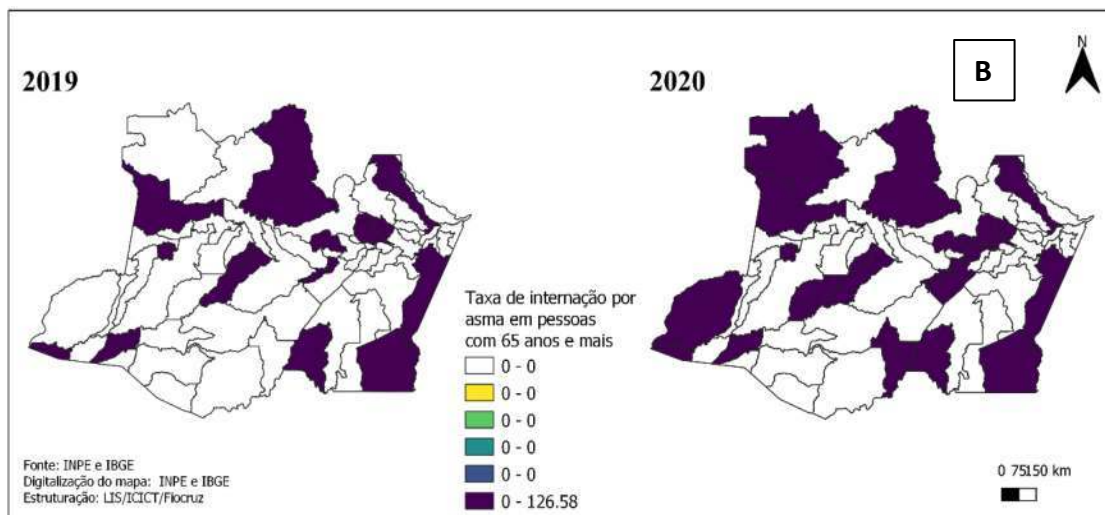 2019
2020
B
N
Taxa de internação por
asma em pessoas
com 65 anos e mais
0 - 0
0 - 0
0 - 0
0 - 0
0 - 0
0 - 126.58
Fonte: INPE e IBGE
Digitalização do mapa: INPE e IBGE
Estruturação: LIS/ICICT/Fiocruz
0 75150 km